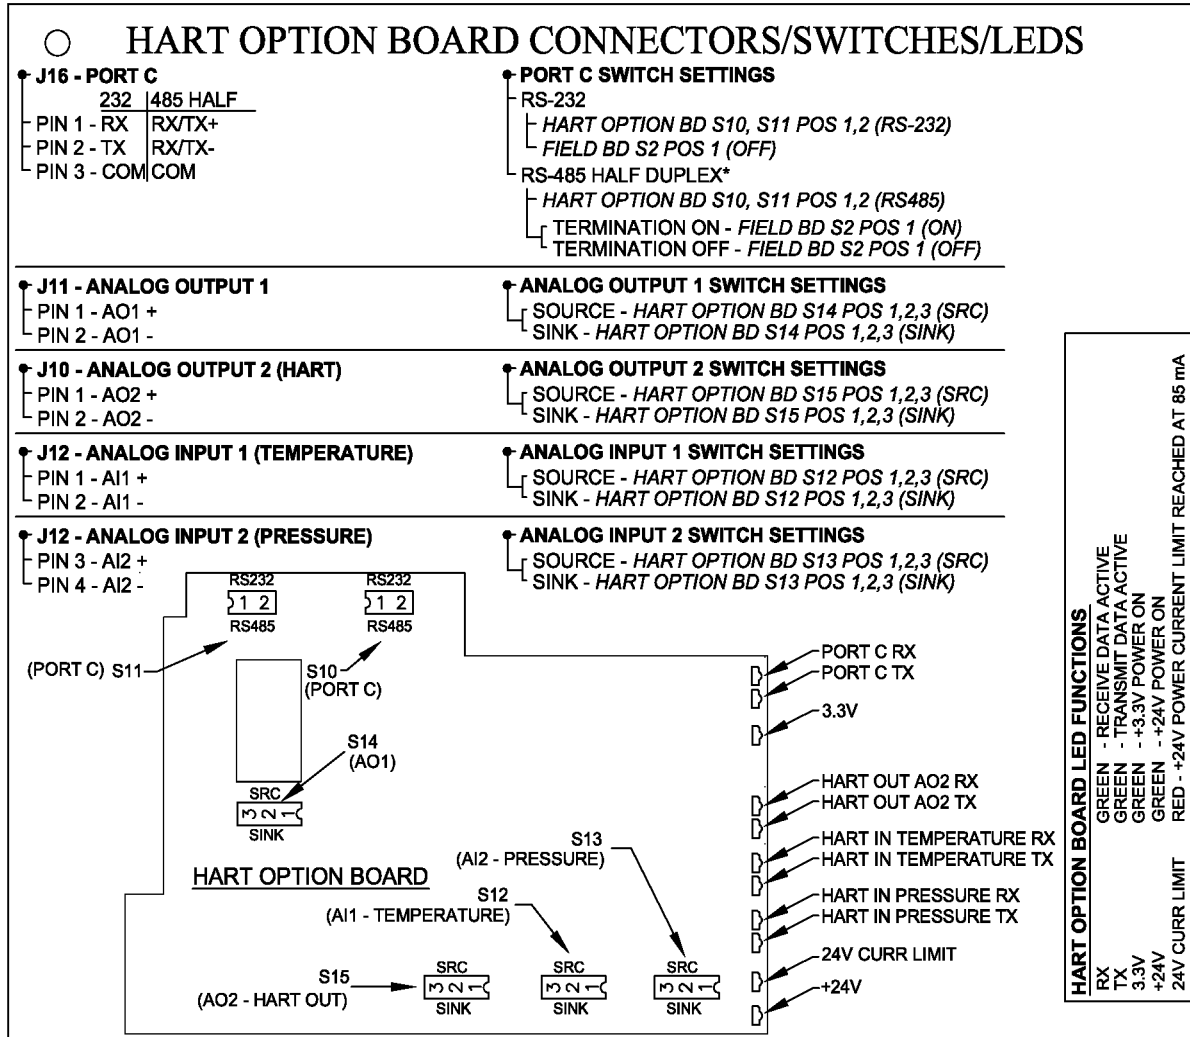 HART OPTION BOARD CONNECTORS/SWITCHES/LEDS
J16 - PORT C
232 485 HALF
PIN 1 - RX RX/TX+
PIN 2 - TX RX/TX-
PIN 3 - COM COM
PORT C SWITCH SETTINGS
RS-232
HART OPTION BD S10, S11 POS 1,2 (RS-232)
FIELD BD S2 POS 1 (OFF)
RS-485 HALF DUPLEX*
HART OPTION BD S10, S11 POS 1,2 (RS485)
TERMINATION ON - FIELD BD S2 POS 1 (ON)
TERMINATION OFF - FIELD BD S2 POS 1 (OFF)
J11 - ANALOG OUTPUT 1
PIN 1 - AO1 +
PIN 2 - AO1 -
ANALOG OUTPUT 1 SWITCH SETTINGS
SOURCE - HART OPTION BD S14 POS 1,2,3 (SRC)
SINK - HART OPTION BD S14 POS 1,2,3 (SINK)
J10 - ANALOG OUTPUT 2 (HART)
PIN 1 - AO2 +
PIN 2 - AO2 -
ANALOG OUTPUT 2 SWITCH SETTINGS
SOURCE - HART OPTION BD S15 POS 1,2,3 (SRC)
SINK - HART OPTION BD S15 POS 1,2,3 (SINK)
J12 - ANALOG INPUT 1 (TEMPERATURE)
PIN 1 - AI1 +
PIN 2 - AI1 -
ANALOG INPUT 1 SWITCH SETTINGS
SOURCE - HART OPTION BD S12 POS 1,2,3 (SRC)
SINK - HART OPTION BD S12 POS 1,2,3 (SINK)
J12 - ANALOG INPUT 2 (PRESSURE)
PIN 3 - AI2 +
PIN 4 - AI2 -
ANALOG INPUT 2 SWITCH SETTINGS
SOURCE - HART OPTION BD S13 POS 1,2,3 (SRC)
SINK - HART OPTION BD S13 POS 1,2,3 (SINK)
RS232
1 2
RS485
RS232
1 2
RS485
(PORT C) S11
S10
(PORT C)
S14
(AO1)
SRC
3 2 1
SINK
HART OPTION BOARD
S13
(AI2 - PRESSURE)
S12
(AI1 - TEMPERATURE)
S15
(AO2 - HART OUT)
SRC
3 2 1
SINK
SRC
3 2 1
SINK
SRC
3 2 1
SINK
PORT C RX
PORT C TX
3.3V
HART OUT AO2 RX
HART OUT AO2 TX
HART IN TEMPERATURE RX
HART IN TEMPERATURE TX
HART IN PRESSURE RX
HART IN PRESSURE TX
24V CURR LIMIT
+24V
HART OPTION BOARD LED FUNCTIONS
RX GREEN - RECEIVE DATA ACTIVE
TX GREEN - TRANSMIT DATA ACTIVE
3.3V GREEN - +3.3V POWER ON
+24V GREEN - +24V POWER ON
24V CURR LIMIT RED - +24V POWER CURRENT LIMIT REACHED AT 85 mA